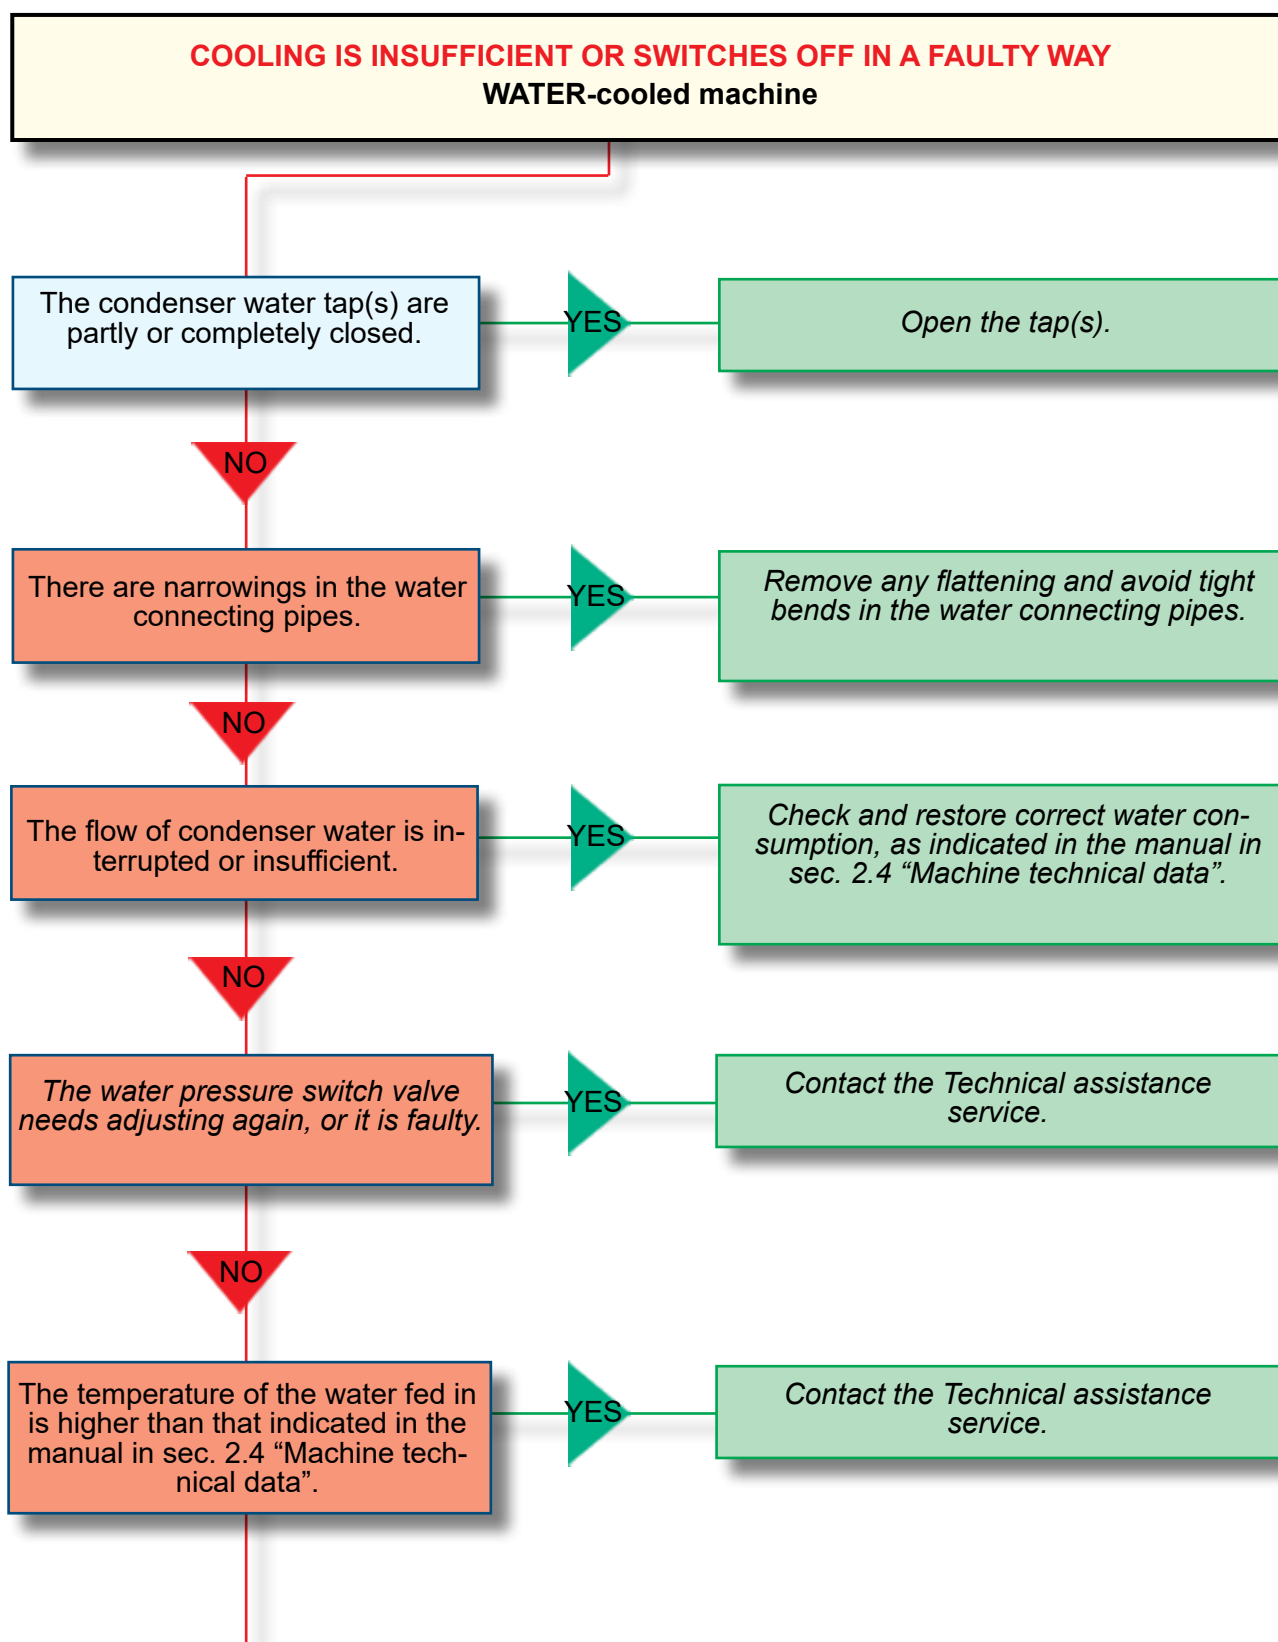 COOLING IS INSUFFICIENT OR SWITCHES OFF IN A FAULTY WAY
WATER-cooled machine
The condenser water tap(s) are
partly or completely closed.
YES
Open the tap(s).
NO
There are narrowings in the water
connecting pipes.
YES
Remove any flattening and avoid tight
bends in the water connecting pipes.
NO
The flow of condenser water is in-
terrupted or insufficient.
YES
Check and restore correct water con-
sumption, as indicated in the manual in
sec. 2.4 “Machine technical data”.
NO
The water pressure switch valve
needs adjusting again, or it is faulty.
YES
Contact the Technical assistance
service.
NO
The temperature of the water fed in
is higher than that indicated in the
manual in sec. 2.4 “Machine tech-
nical data”.
YES
Contact the Technical assistance
service.